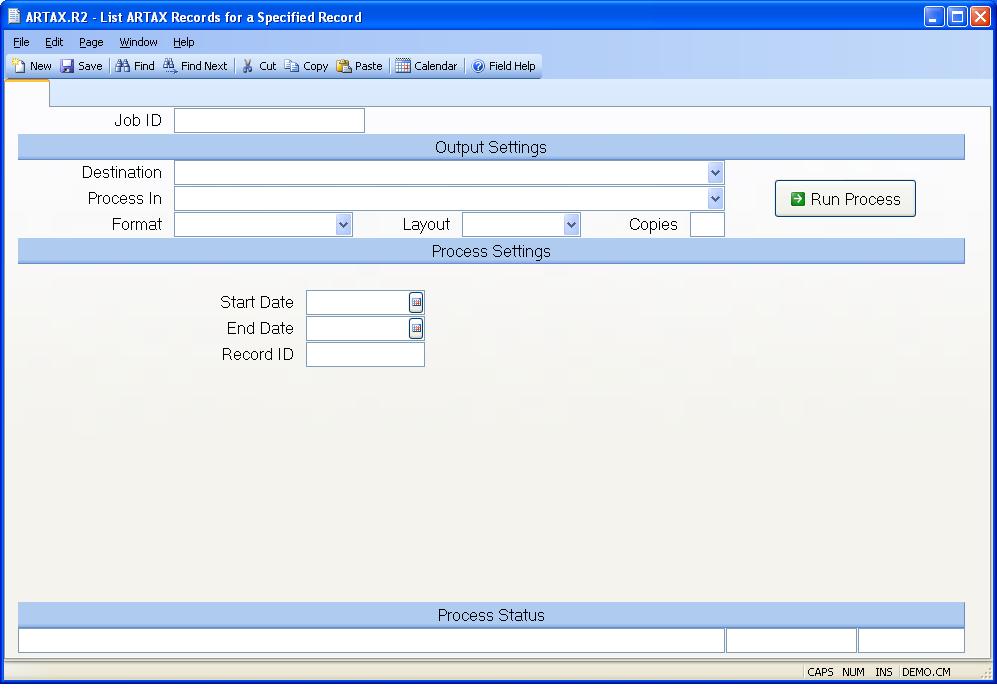 ARTAX.R2 - List ARTAX Records for a Specified Record
File Edit Page Window Help
New Save Find Find Next Cut Copy Paste Calendar Field Help
Job ID
Output Settings
Destination
Process In
Run Process
Format Layout Copies
Process Settings
Start Date
End Date
Record ID
Process Status
CAPS NUM INS DEMO.CM